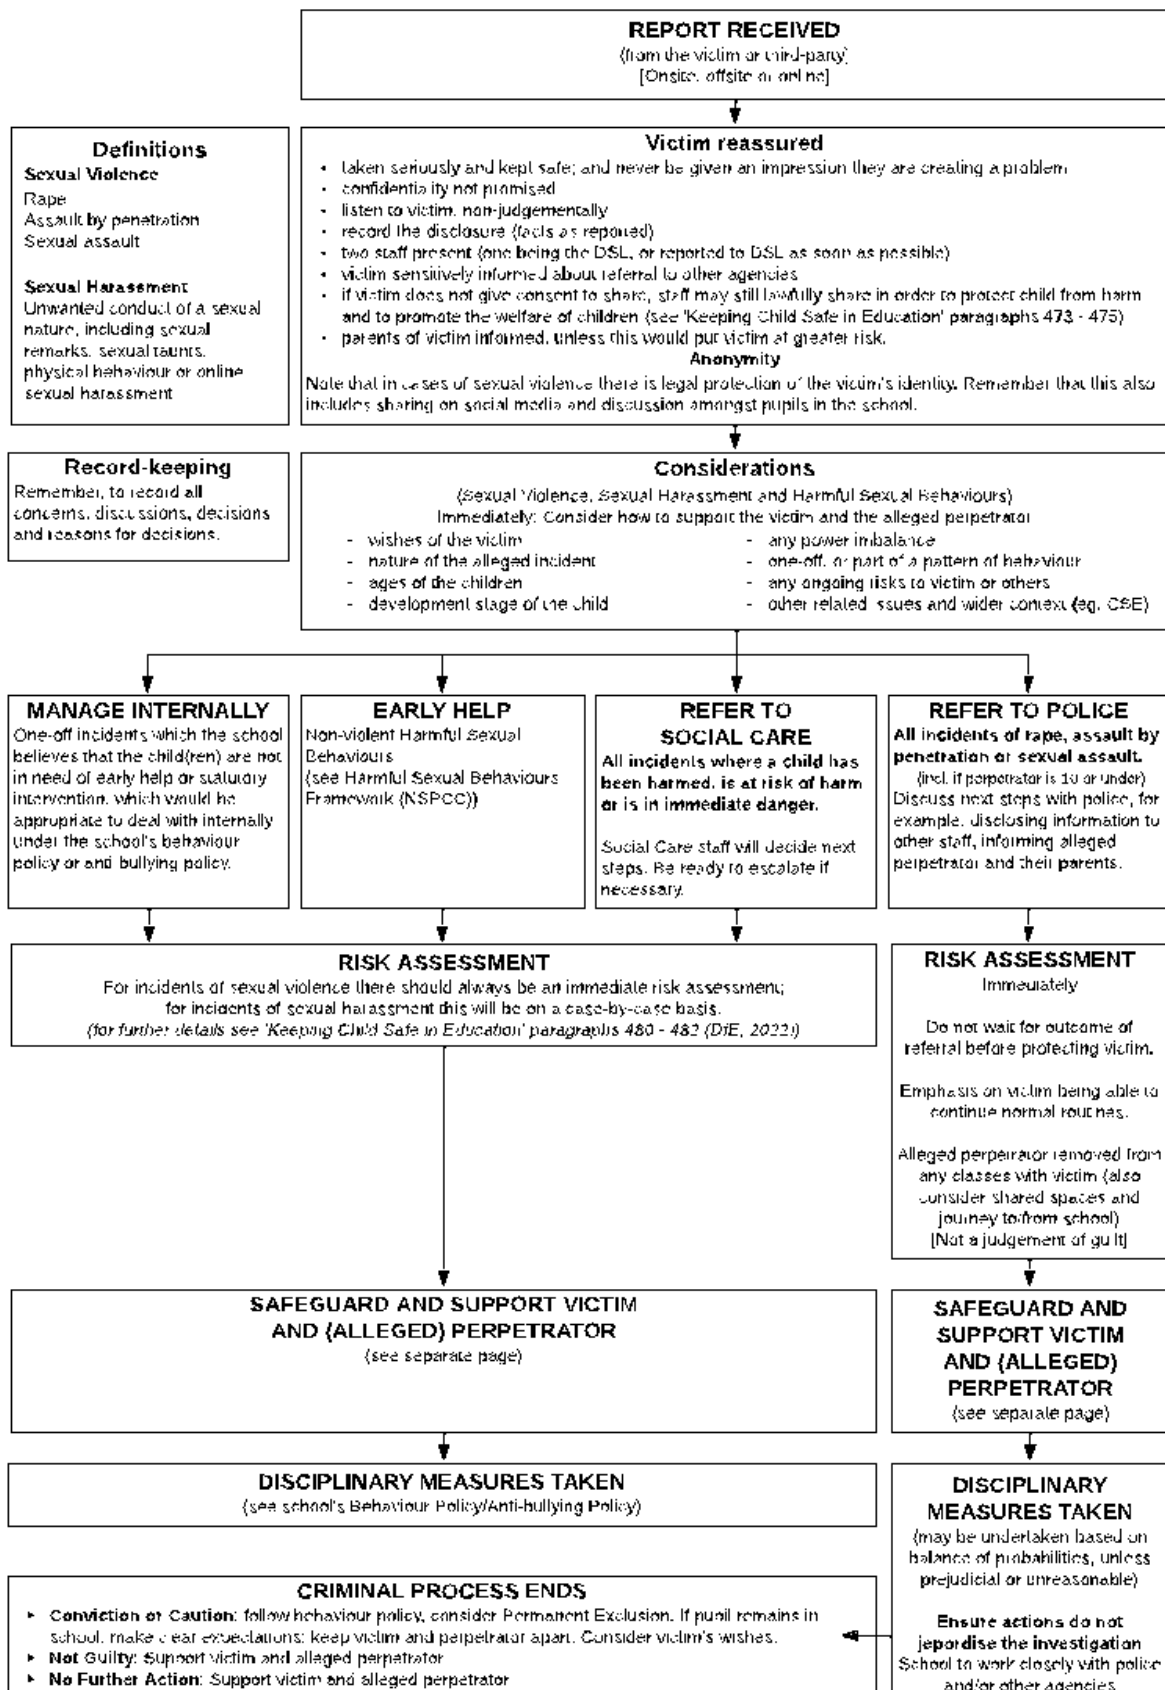 REPORT RECEIVED
(from the victim or third-party)
[Onsite, offsite or online]
Definitions
Sexual Violence
Rape
Assault by penetration
Sexual assault
Sexual Harassment
Unwanted conduct of a sexual
nature, including sexual
remarks, sexual taunts,
physical behaviour or online
sexual harassment
Victim reassured
• taken seriously and kept safe; and never be given an impression they are creating a problem
• confidentiality not promised
• listen to victim, non-judgementally
• record the disclosure (facts as reported)
• two staff present (one being the DSL, or reported to DSL as soon as possible)
• victim sensitively informed about referral to other agencies
• if victim does not give consent to share, staff may still lawfully share in order to protect child from harm
and to promote the welfare of children (see 'Keeping Child Safe in Education' paragraphs 473 - 475)
• parents of victim informed, unless this would put victim at greater risk.
Anonymity
Note that in cases of sexual violence there is legal protection of the victim's identity. Remember that this also
includes sharing on social media and discussion amongst pupils in the school.
Record-keeping
Remember, to record all
concerns, discussions, decisions
and reasons for decisions.
Considerations
(Sexual Violence, Sexual Harassment and Harmful Sexual Behaviours)
Immediately: Consider how to support the victim and the alleged perpetrator
- wishes of the victim
- nature of the alleged incident
- ages of the children
- development stage of the child
- any power imbalance
- one-off, or part of a pattern of behaviour
- any ongoing risks to victim or others
- other related issues and wider context (eg. CSE)
MANAGE INTERNALLY
One-off incidents which the school
believes that the child(ren) are not
in need of early help or statutory
intervention, which would be
appropriate to deal with internally
under the school's behaviour
policy or anti bullying policy.
EARLY HELP
Non-violent Harmful Sexual
Behaviours
(see Harmful Sexual Behaviours
Framework (NSPCC))
REFER TO
SOCIAL CARE
All incidents where a child has
been harmed, is at risk of harm
or is in immediate danger.
Social Care staff will decide next
steps. Be ready to escalate if
necessary.
REFER TO POLICE
All incidents of rape, assault by
penetration or sexual assault.
(incl. if perpetrator is 10 or under)
Discuss next steps with police, for
example, disclosing information to
other staff, informing alleged
perpetrator and their parents.
RISK ASSESSMENT
For incidents of sexual violence there should always be an immediate risk assessment;
for incidents of sexual harassment this will be on a case-by-case basis.
(for further details see 'Keeping Child Safe in Education' paragraphs 480 - 482 (DfE, 2022))
RISK ASSESSMENT
Immediately
Do not wait for outcome of
referral before protecting victim.
Emphasis on victim being able to
continue normal routines.
Alleged perpetrator removed from
any classes with victim (also
consider shared spaces and
journey to/from school)
[Not a judgement of guilt]
SAFEGUARD AND SUPPORT VICTIM
AND (ALLEGED) PERPETRATOR
(see separate page)
SAFEGUARD AND
SUPPORT VICTIM
AND (ALLEGED)
PERPETRATOR
(see separate page)
DISCIPLINARY MEASURES TAKEN
(see school's Behaviour Policy/Anti-bullying Policy)
DISCIPLINARY
MEASURES TAKEN
(may be undertaken based on
balance of probabilities, unless
prejudicial or unreasonable)
Ensure actions do not
jepordise the investigation
School to work closely with police
and/or other agencies
CRIMINAL PROCESS ENDS
▸ Conviction or Caution: follow behaviour policy, consider Permanent Exclusion. If pupil remains in
school, make clear expectations; keep victim and perpetrator apart. Consider victim's wishes.
▸ Not Guilty: Support victim and alleged perpetrator
▸ No Further Action: Support victim and alleged perpetrator